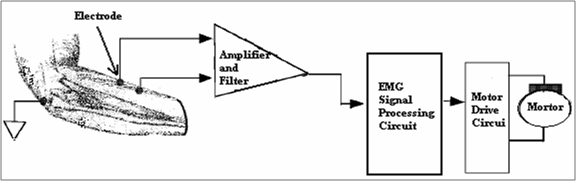 Electrode
Amplifier
and
Filter
EMG
Signal
Processing
Circuit
Motor
Drive
Circui
Mortor